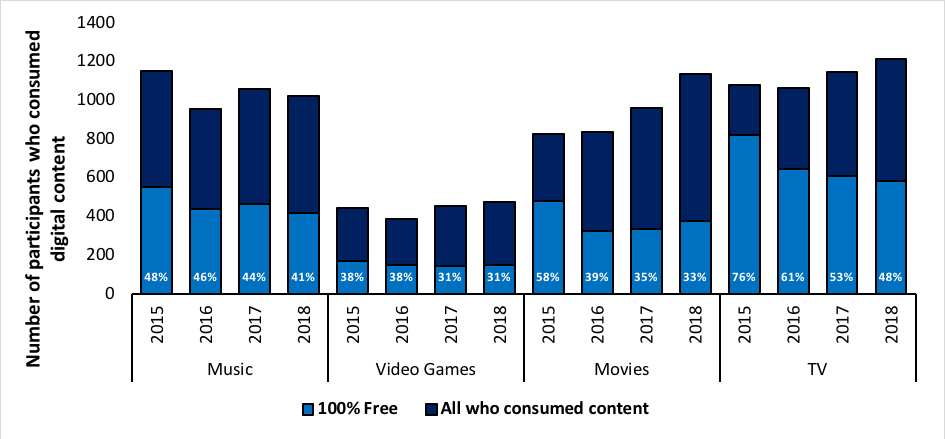 Number of participants who consumed
digital content
1400
1200
1000
800
600
400
200
0
48% 46% 44% 41% 38% 38% 31% 31% 58% 39% 35% 33% 76% 61% 53% 48%
2015 2016 2017 2018 2015 2016 2017 2018 2015 2016 2017 2018 2015 2016 2017 2018
Music Video Games Movies TV
100% Free All who consumed content